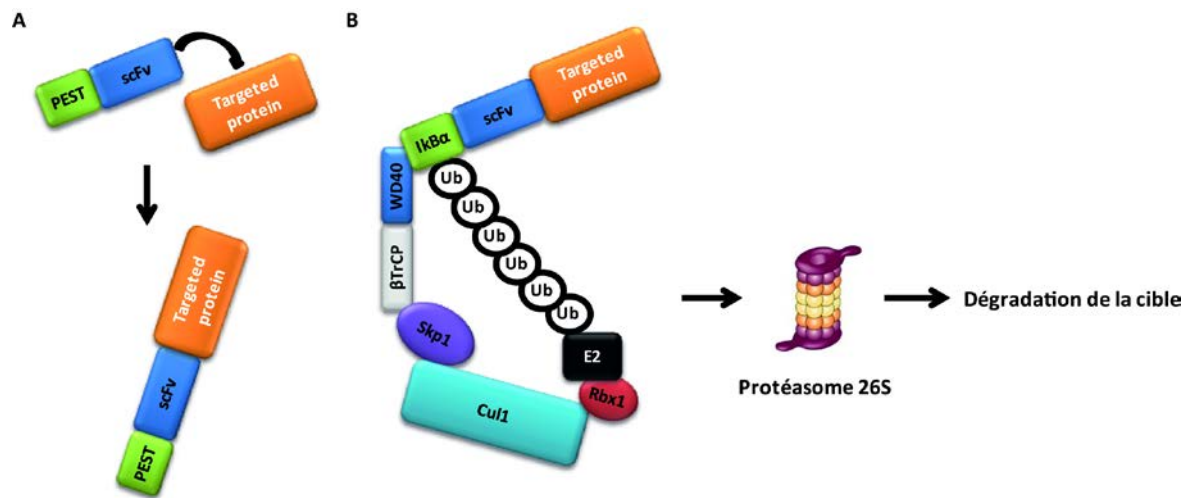 A
PEST
scFv
Targeted
protein
Targeted
protein
scFv
PEST
B
Targeted
protein
scFv
IkBα
WD40
βTrCP
Ub
Ub
Ub
Ub
Ub
Ub
Skp1
E2
Rbx1
Cul1
Protéasome 26S
Dégradation de la cible